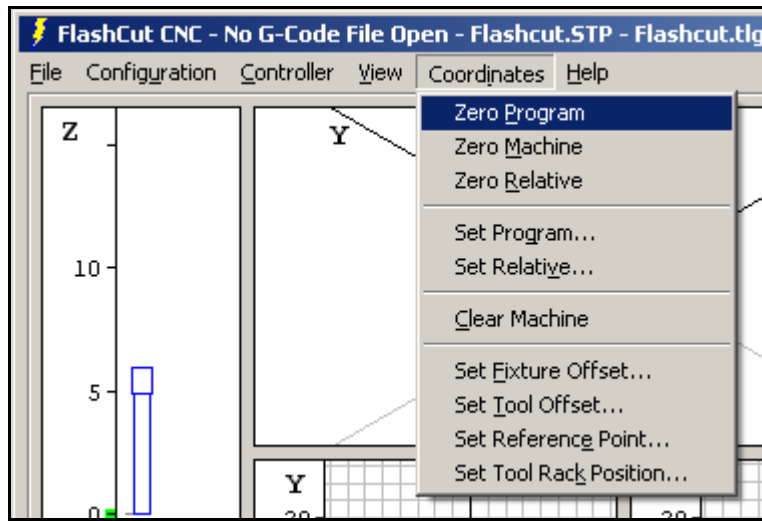 FlashCut CNC - No G-Code File Open - Flashcut.STP - Flashcut.tlg
File Configuration Controller View Coordinates Help
Z
Y
10
5
0
Y
Zero Program
Zero Machine
Zero Relative
Set Program...
Set Relative...
Clear Machine
Set Fixture Offset...
Set Tool Offset...
Set Reference Point...
Set Tool Rack Position...